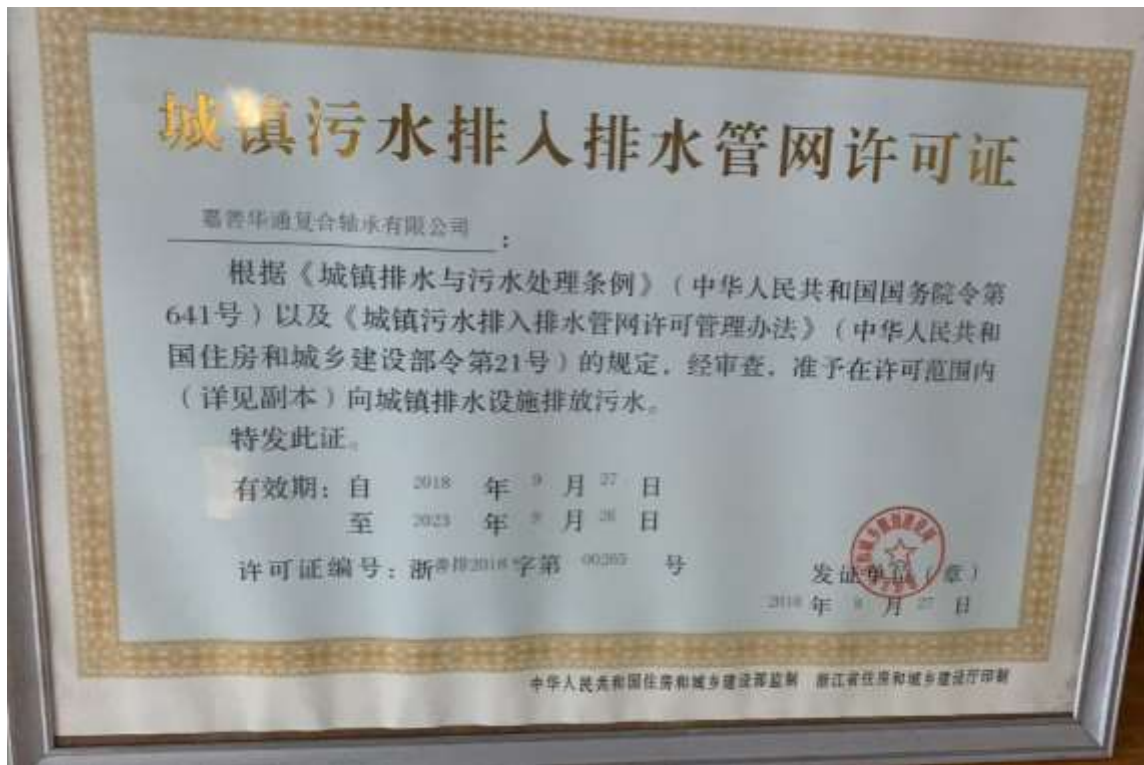 城镇污水排入排水管网许可证
嘉善华通复合轴承有限公司：
根据《城镇排水与污水处理条例》（中华人民共和国国务院令第
641号）以及《城镇污水排入排水管网许可管理办法》（中华人民共和
国住房和城乡建设部令第21号）的规定，经审查，准予在许可范围内
（详见副本）向城镇排水设施排放污水。
特发此证。
有效期：自 2018 年 9 月 27 日
至 2023 年 9 月 26 日
许可证编号：浙善排2018字第 00265 号
发证单位（章）
2018 年 9 月 27 日
中华人民共和国住房和城乡建设部监制 浙江省住房和城乡建设厅印制